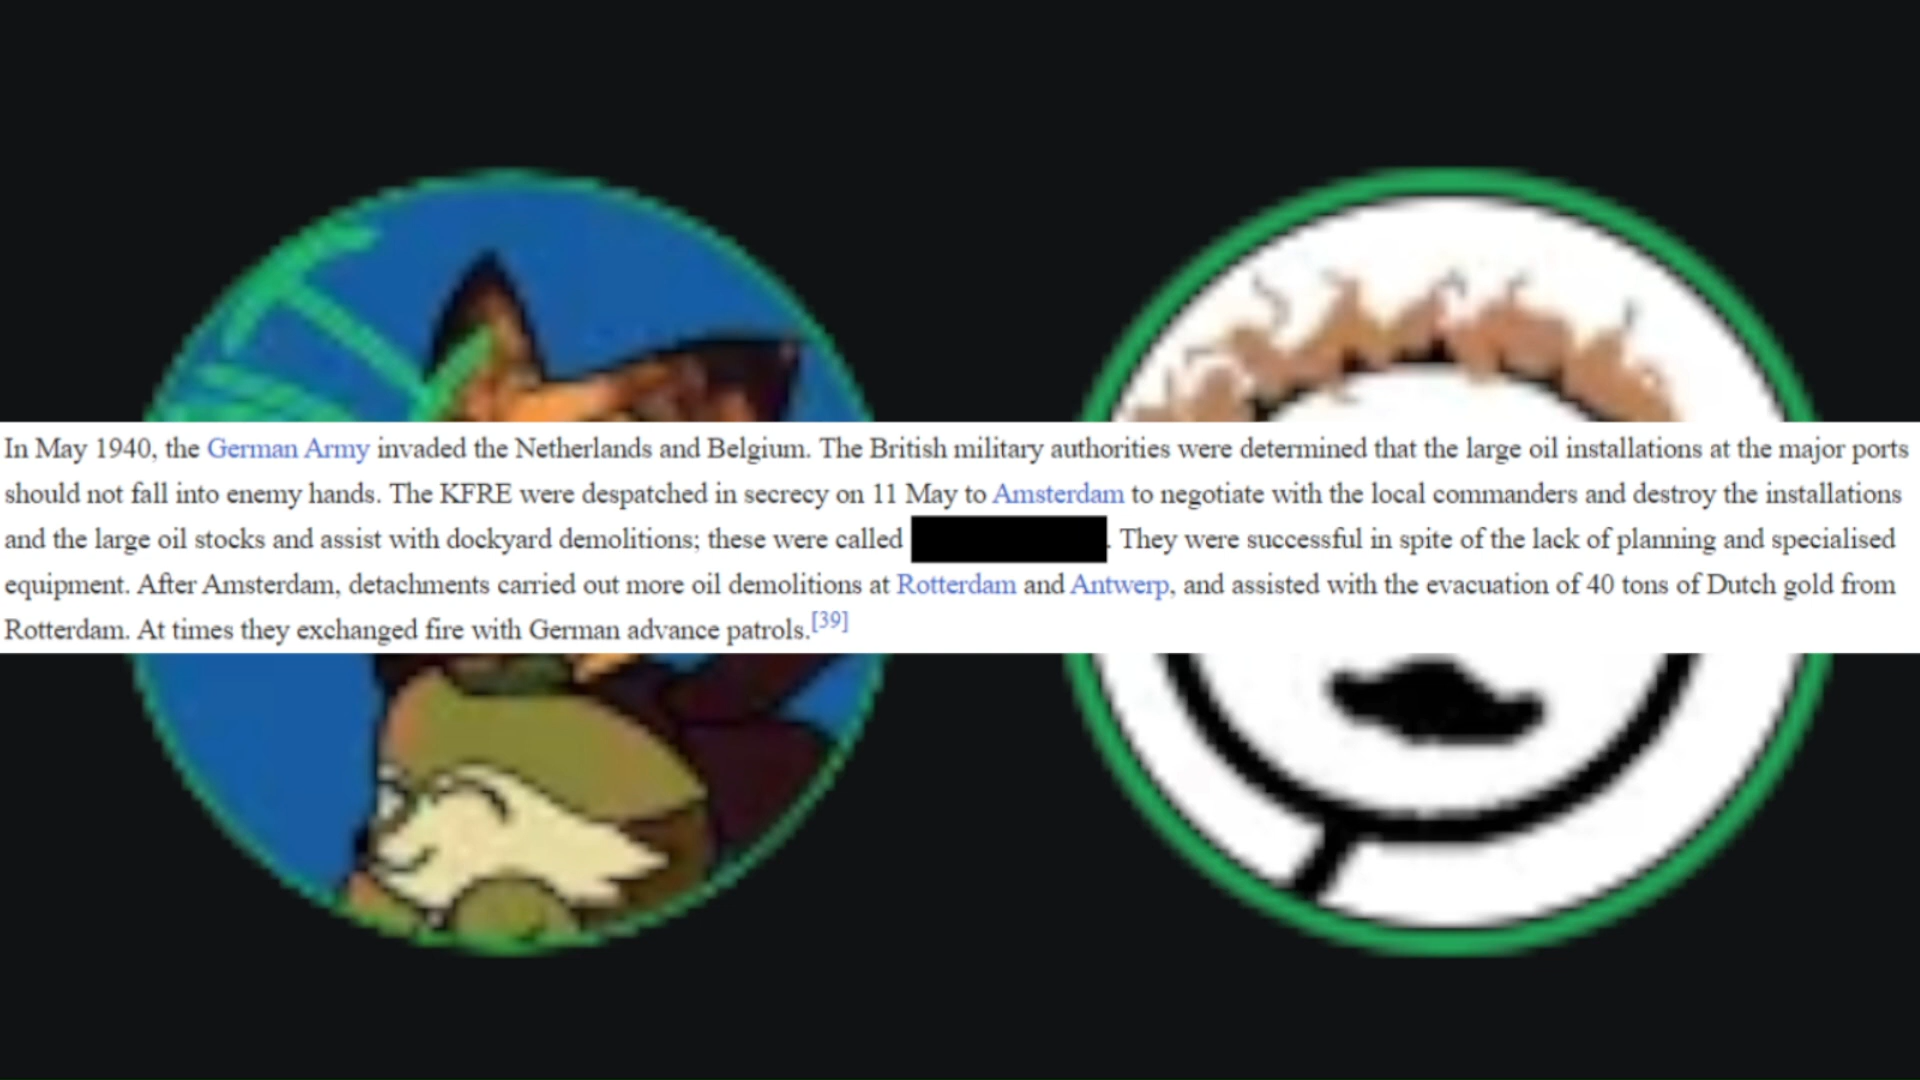 In May 1940, the German Army invaded the Netherlands and Belgium. The British military authorities were determined that the large oil installations at the major ports
should not fall into enemy hands. The KFRE were despatched in secrecy on 11 May to Amsterdam to negotiate with the local commanders and destroy the installations
and the large oil stocks and assist with dockyard demolitions; these were called . They were successful in spite of the lack of planning and specialised
equipment. After Amsterdam, detachments carried out more oil demolitions at Rotterdam and Antwerp, and assisted with the evacuation of 40 tons of Dutch gold from
Rotterdam. At times they exchanged fire with German advance patrols.[39]